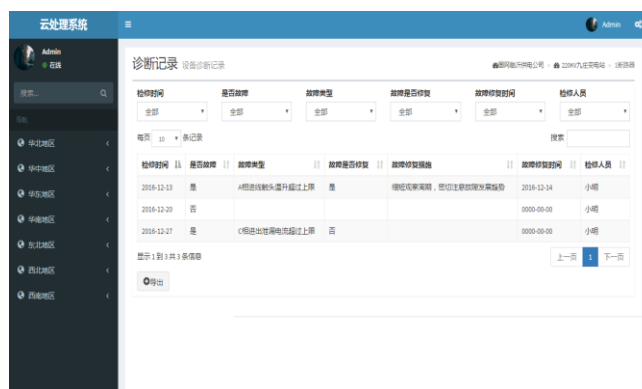 云处理系统
Admin
Admin
在线
搜索...
导航
华北地区
华中地区
华东地区
华南地区
东北地区
西北地区
西南地区
诊断记录 设备诊断记录
国网临沂供电公司 > 220KV九庄变电站 > 1断路器
检修时间 是否故障 故障类型 故障是否修复 故障修复时间 检修人员
全部 全部 全部 全部 全部 全部
每页 10 条记录 搜索
检修时间 是否故障 故障类型 故障是否修复 故障修复措施 故障修复时间 检修人员
2016-12-13 是 A相进线触头温升超过上限 是 缩短观察周期，密切注意故障发展趋势 2016-12-14 小明
2016-12-20 否 0000-00-00 小明
2016-12-27 是 C相进出泄漏电流超过上限 否 0000-00-00 小明
显示 1 到 3 共 3 条信息
上一页 1 下一页
导出